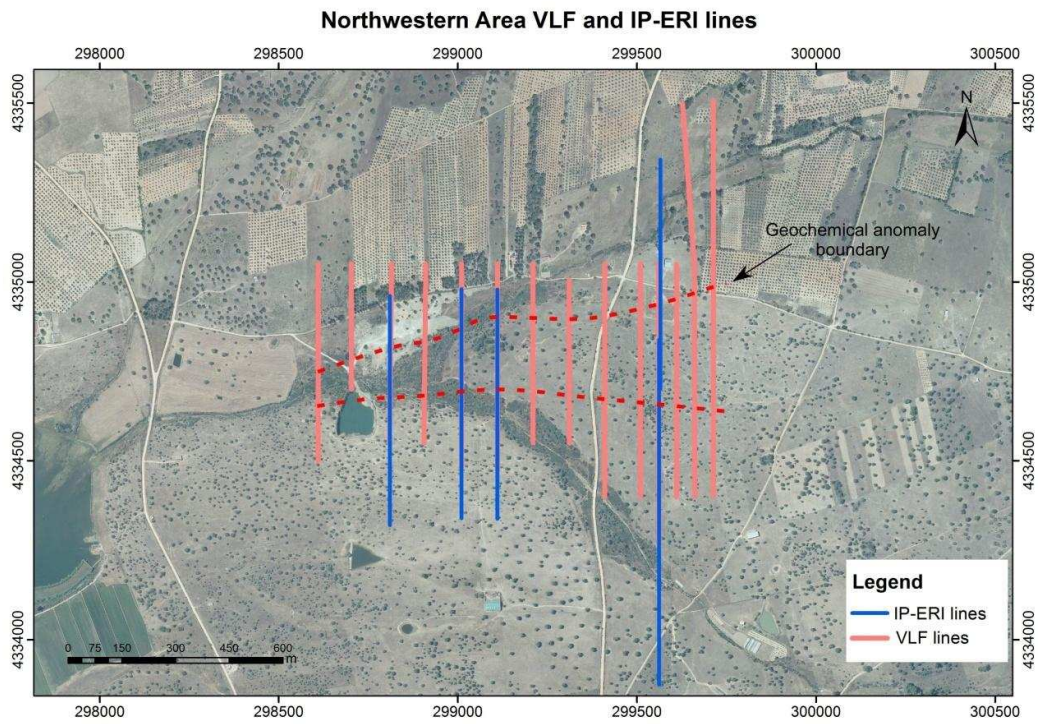 Northwestern Area VLF and IP-ERI lines
298000 298500 299000 299500 300000 300500
4335500 4335500
N
Geochemical anomaly
boundary
4335000 4335000
4334500 4334500
Legend
IP-ERI lines
VLF lines
4334000 4334000
0 75 150 300 450 600
m
298000 298500 299000 299500 300000 300500